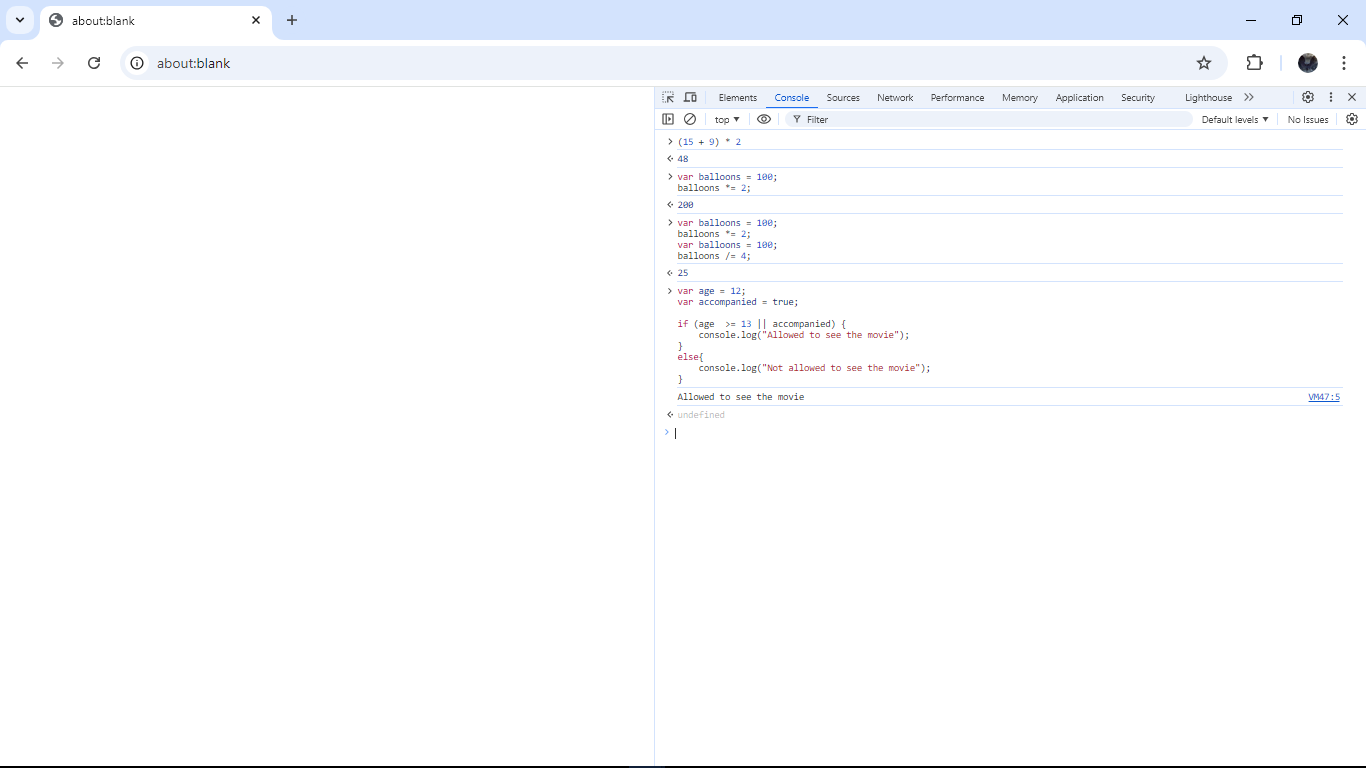 about:blank
about:blank
Elements Console Sources Network Performance Memory Application Security Lighthouse
top Filter Default levels No Issues
(15 + 9) * 2
48
var balloons = 100;
balloons *= 2;
200
var balloons = 100;
balloons *= 2;
var balloons = 100;
balloons /= 4;
25
var age = 12;
var accompanied = true;
if (age  >= 13 || accompanied) {
    console.log("Allowed to see the movie");
}
else{
    console.log("Not allowed to see the movie");
}
Allowed to see the movie VM47:5
undefined